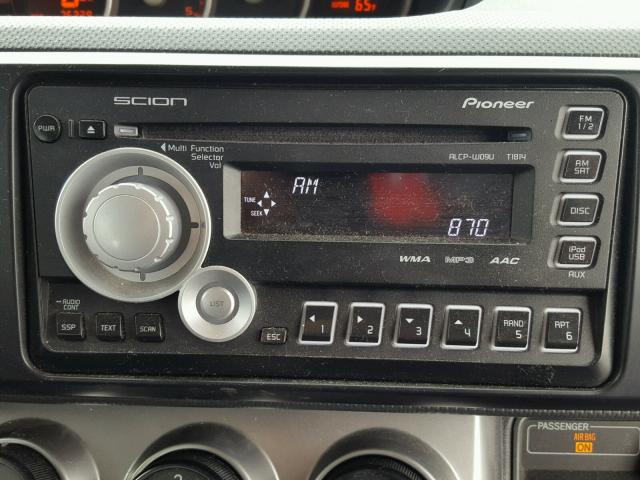 65F
SCION
Pioneer
PWR
Multi Function
Selector
Vol
ALCP-W09U T1814
FM
1/2
AM
SAT
DISC
iPod
USB
AUX
AM
TUNE
SEEK
870
WMA MP3 AAC
LIST
AUDIO
CONT
SSP
TEXT
SCAN
ESC
1
2
3
4
RAND
5
RPT
6
PASSENGER
AIR BAG
ON